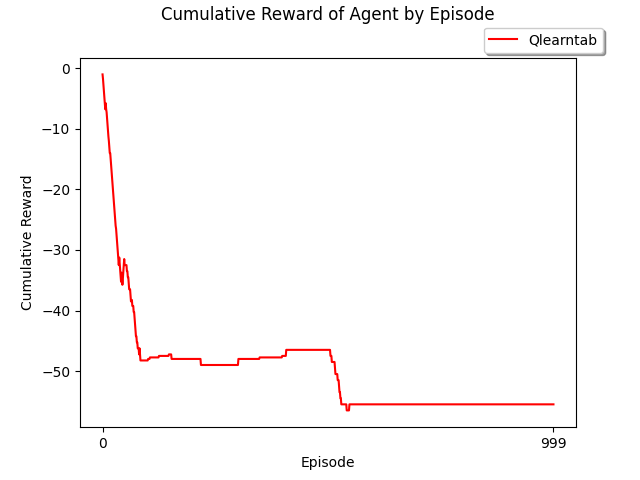 Cumulative Reward of Agent by Episode
Qlearntab
0
−10
−20
−30
−40
−50
Cumulative Reward
0
999
Episode